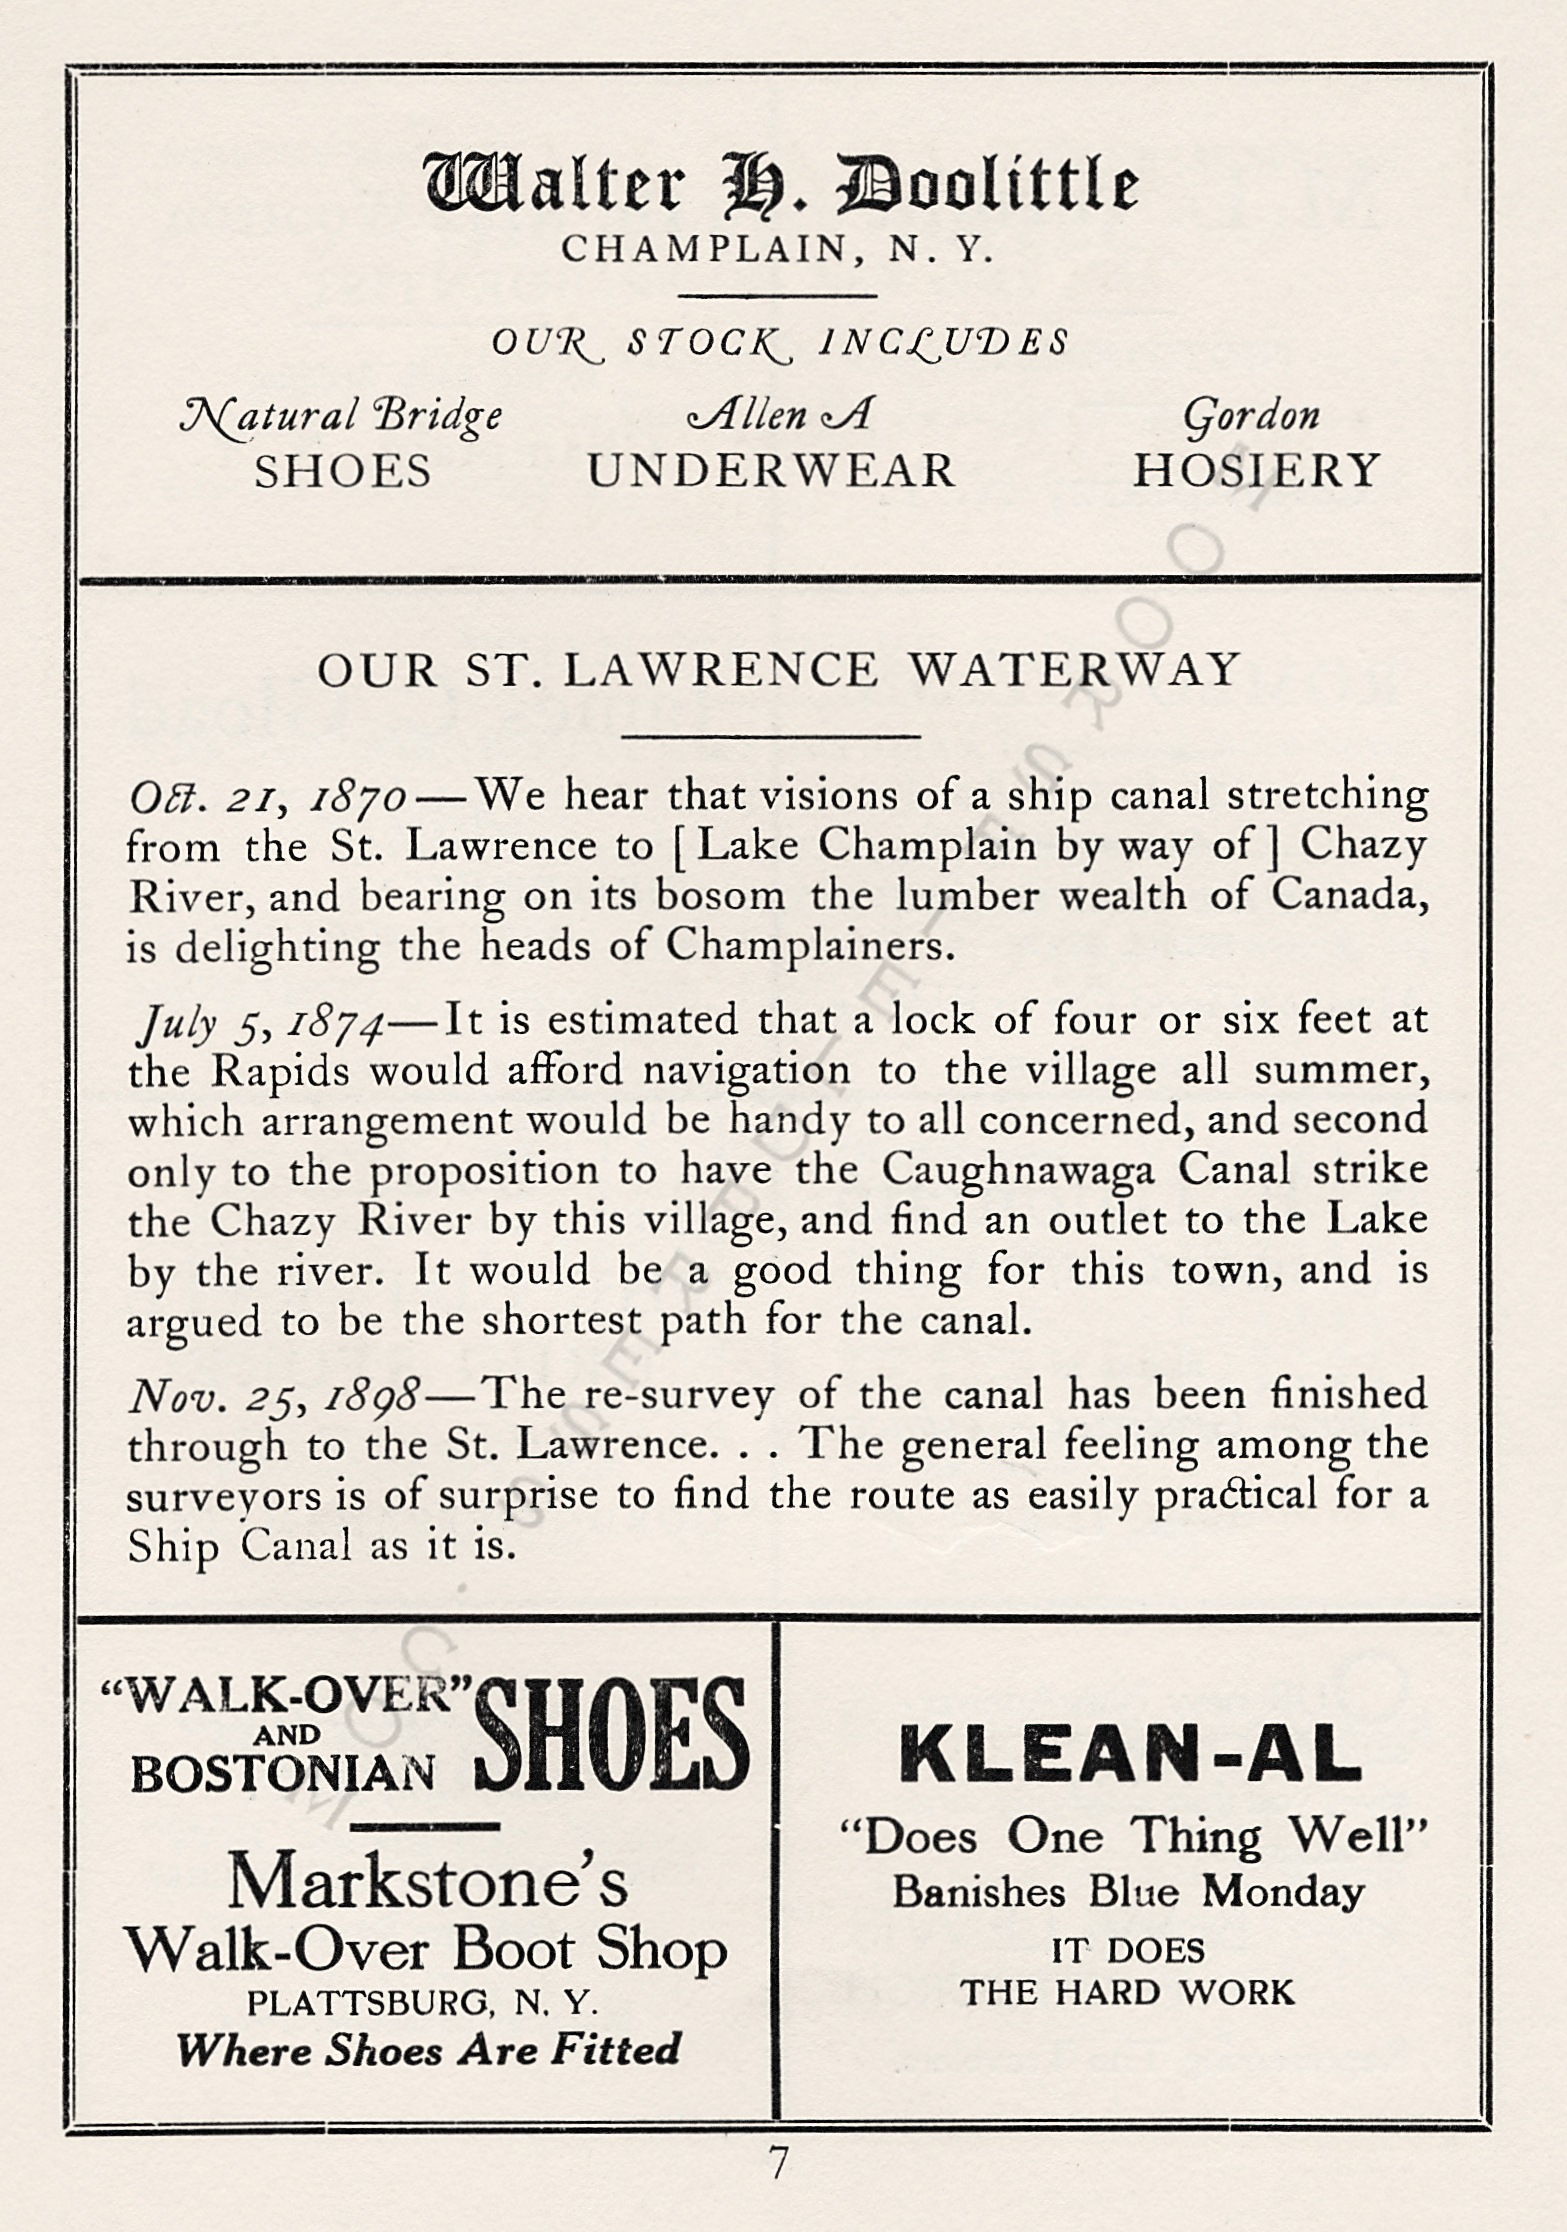 Walter H. Doolittle
CHAMPLAIN, N. Y.
OUR STOCK INCLUDES
Natural Bridge
SHOES
Allen A
UNDERWEAR
Gordon
HOSIERY
OUR ST. LAWRENCE WATERWAY
Oct. 21, 1870—We hear that visions of a ship canal stretching
from the St. Lawrence to [ Lake Champlain by way of ] Chazy
River, and bearing on its bosom the lumber wealth of Canada,
is delighting the heads of Champlainers.
July 5, 1874—It is estimated that a lock of four or six feet at
the Rapids would afford navigation to the village all summer,
which arrangement would be handy to all concerned, and second
only to the proposition to have the Caughnawaga Canal strike
the Chazy River by this village, and find an outlet to the Lake
by the river. It would be a good thing for this town, and is
argued to be the shortest path for the canal.
Nov. 25, 1898—The re-survey of the canal has been finished
through to the St. Lawrence. . . The general feeling among the
surveyors is of surprise to find the route as easily practical for a
Ship Canal as it is.
"WALK-OVER"
AND
BOSTONIAN
SHOES
Markstone's
Walk-Over Boot Shop
PLATTSBURG, N. Y.
Where Shoes Are Fitted
KLEAN-AL
"Does One Thing Well"
Banishes Blue Monday
IT DOES
THE HARD WORK
7